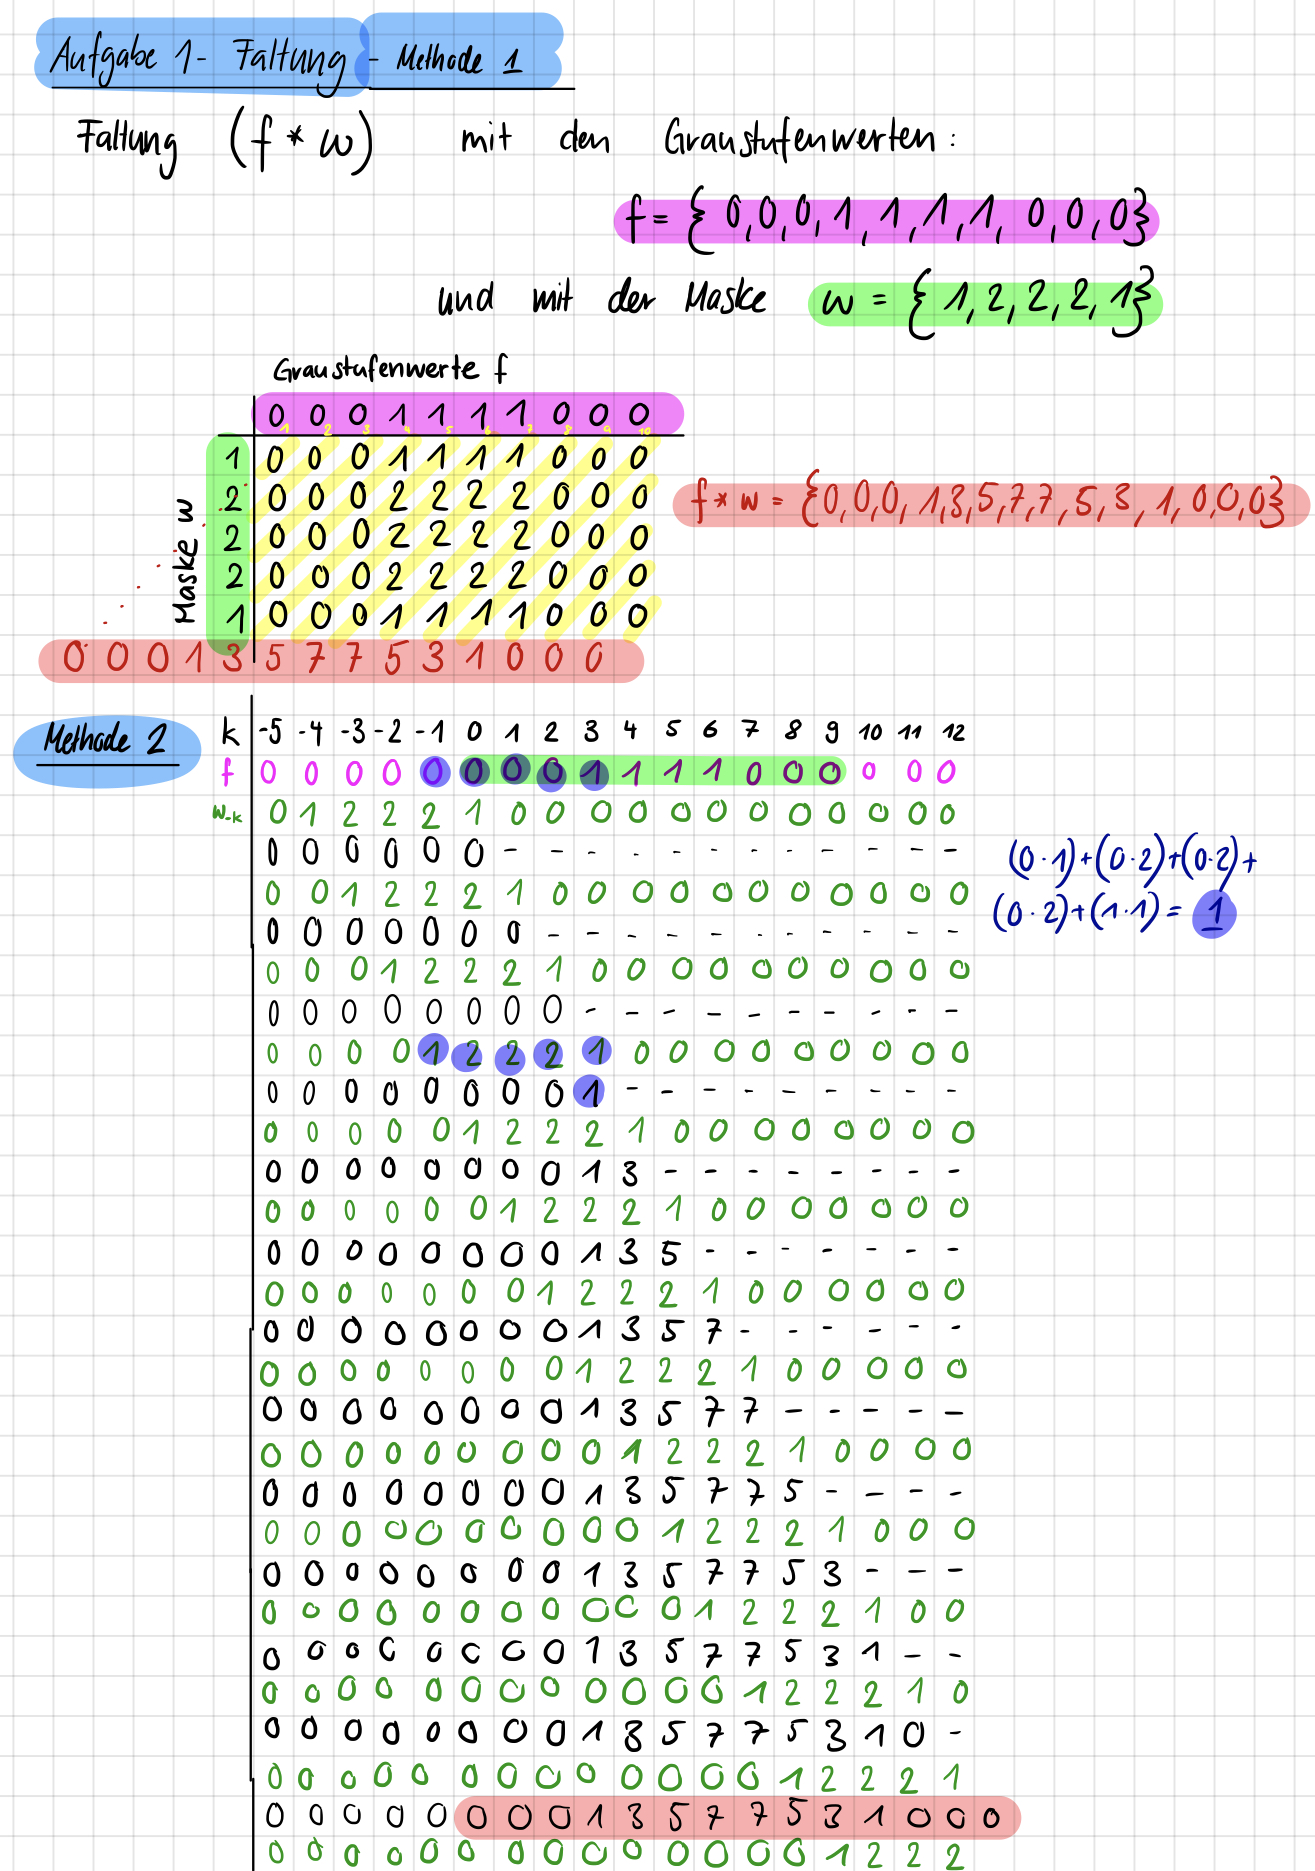 Aufgabe 1 - Faltung - Methode 1
Faltung (f * w) mit den Graustufenwerten:
f = { 0,0,0,1,1,1,1,0,0,0}
und mit der Maske w = { 1,2,2,2,1}
Graustufenwerte f
0 0 0 1 1 1 1 0 0 0
1 2 3 4 5 6 7 8 9 10
Maske w
1 0 0 0 1 1 1 1 0 0 0
2 0 0 0 2 2 2 2 0 0 0
f * w = {0,0,0,1,3,5,7,7,5,3,1,0,0,0}
2 0 0 0 2 2 2 2 0 0 0
2 0 0 0 2 2 2 2 0 0 0
1 0 0 0 1 1 1 1 0 0 0
0 0 0 1 3 5 7 7 5 3 1 0 0 0
Methode 2
k -5 -4 -3 -2 -1 0 1 2 3 4 5 6 7 8 9 10 11 12
f 0 0 0 0 0 0 0 0 1 1 1 1 0 0 0 0 0 0
w-k 0 1 2 2 2 1 0 0 0 0 0 0 0 0 0 0 0 0
0 0 0 0 0 0 - - - - - - - - - - - -
(0·1)+(0·2)+(0·2)+
0 0 1 2 2 2 1 0 0 0 0 0 0 0 0 0 0 0
(0·2)+(1·1) = 1
0 0 0 0 0 0 0 - - - - - - - - - - -
0 0 0 1 2 2 2 1 0 0 0 0 0 0 0 0 0 0
0 0 0 0 0 0 0 0 - - - - - - - - - -
0 0 0 0 1 2 2 2 1 0 0 0 0 0 0 0 0 0
0 0 0 0 0 0 0 0 1 - - - - - - - - -
0 0 0 0 0 1 2 2 2 1 0 0 0 0 0 0 0 0
0 0 0 0 0 0 0 0 1 3 - - - - - - - -
0 0 0 0 0 0 1 2 2 2 1 0 0 0 0 0 0 0
0 0 0 0 0 0 0 0 1 3 5 - - - - - - -
0 0 0 0 0 0 0 1 2 2 2 1 0 0 0 0 0 0
0 0 0 0 0 0 0 0 1 3 5 7 - - - - - -
0 0 0 0 0 0 0 0 1 2 2 2 1 0 0 0 0 0
0 0 0 0 0 0 0 0 1 3 5 7 7 - - - - -
0 0 0 0 0 0 0 0 0 1 2 2 2 1 0 0 0 0
0 0 0 0 0 0 0 0 1 3 5 7 7 5 - - - -
0 0 0 0 0 0 0 0 0 0 1 2 2 2 1 0 0 0
0 0 0 0 0 0 0 0 1 3 5 7 7 5 3 - - -
0 0 0 0 0 0 0 0 0 0 0 1 2 2 2 1 0 0
0 0 0 0 0 0 0 0 1 3 5 7 7 5 3 1 - -
0 0 0 0 0 0 0 0 0 0 0 0 1 2 2 2 1 0
0 0 0 0 0 0 0 0 1 3 5 7 7 5 3 1 0 -
0 0 0 0 0 0 0 0 0 0 0 0 0 1 2 2 2 1
0 0 0 0 0 0 0 0 1 3 5 7 7 5 3 1 0 0 0
0 0 0 0 0 0 0 0 0 0 0 0 0 0 1 2 2 2